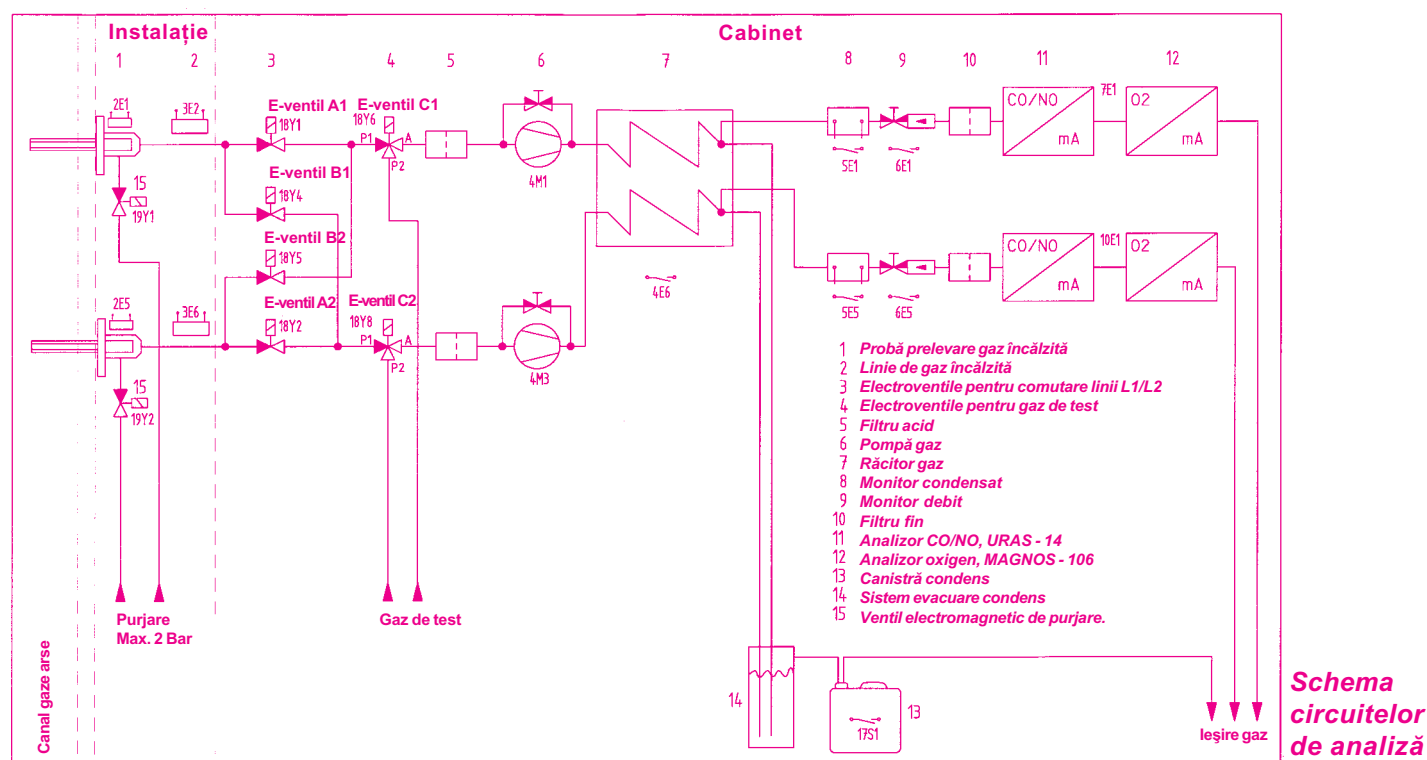 Instalaţie
Cabinet
1 2 3 4 5 6 7 8 9 10 11 12
2E1
3E2
E-ventil A1
18Y1
E-ventil C1
18Y6
P1
A
P2
4M1
5E1
6E1
CO/NO
mA
7E1
O2
mA
15
19Y1
E-ventil B1
18Y4
E-ventil B2
18Y5
4E6
2E5
3E6
E-ventil A2
18Y2
E-ventil C2
18Y8
P1
A
P2
4M3
5E5
6E5
CO/NO
mA
10E1
O2
mA
15
19Y2
1 Probă prelevare gaz încălzită
2 Linie de gaz încălzită
3 Electroventile pentru comutare linii L1/L2
4 Electroventile pentru gaz de test
5 Filtru acid
6 Pompă gaz
7 Răcitor gaz
8 Monitor condensat
9 Monitor debit
10 Filtru fin
11 Analizor CO/NO, URAS - 14
12 Analizor oxigen, MAGNOS - 106
13 Canistră condens
14 Sistem evacuare condens
15 Ventil electromagnetic de purjare.
Purjare
Max. 2 Bar
Gaz de test
Canal gaze arse
14
17S1
13
Ieşire gaz
Schema
circuitelor
de analiză